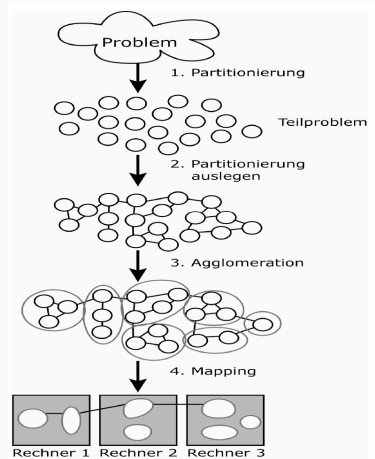 Problem
1. Partitionierung
Teilproblem
2. Partitionierung
auslegen
3. Agglomeration
4. Mapping
Rechner 1 Rechner 2 Rechner 3